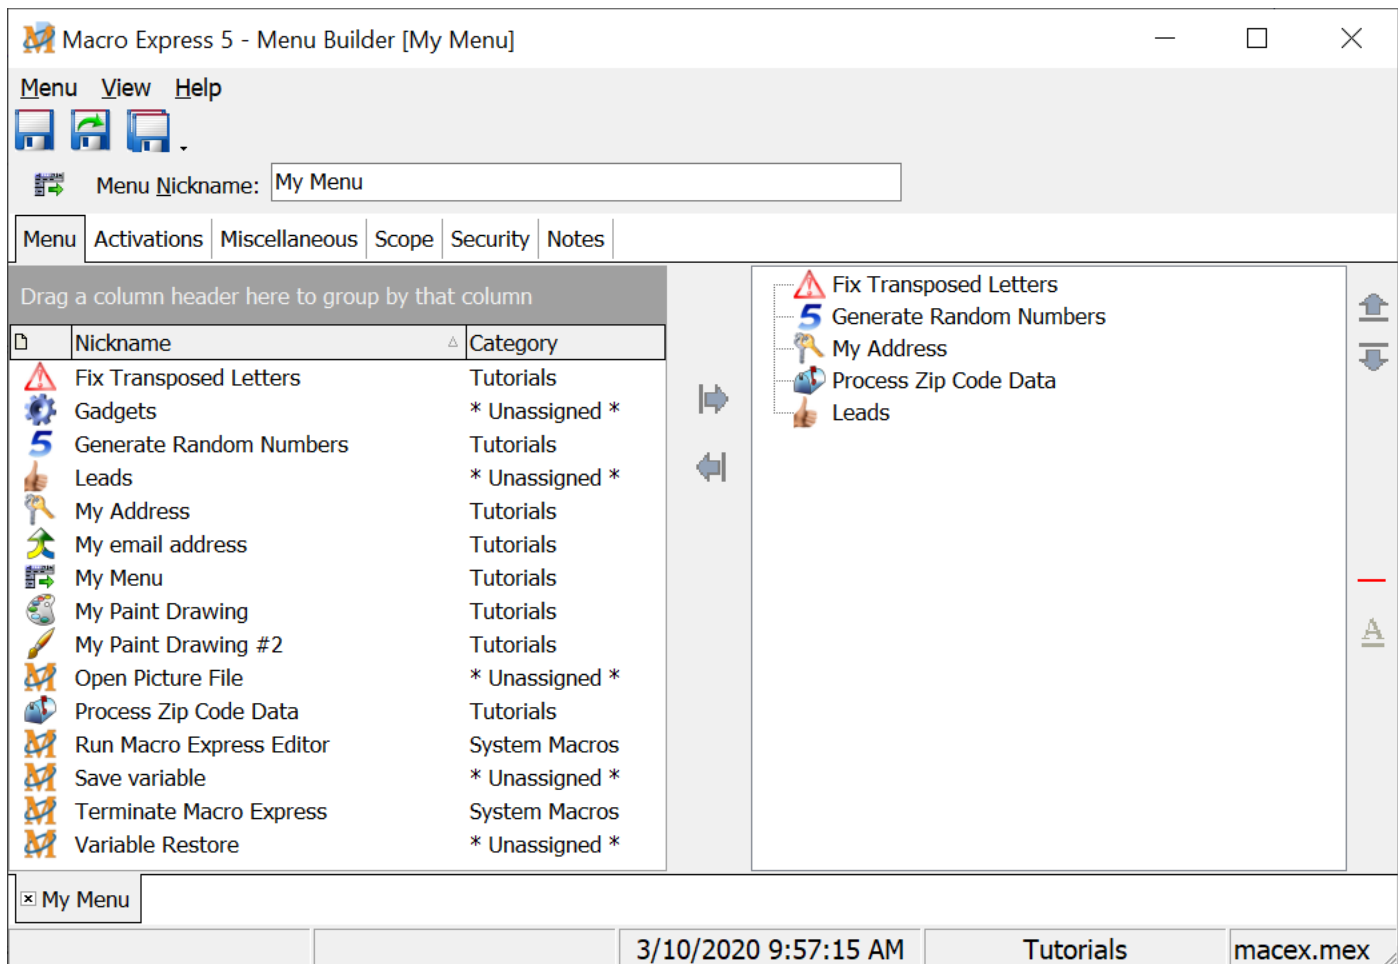 Macro Express 5 - Menu Builder [My Menu]
Menu View Help
Menu Nickname: My Menu
Menu Activations Miscellaneous Scope Security Notes
Drag a column header here to group by that column
Nickname Category
Fix Transposed Letters Tutorials
Gadgets * Unassigned *
Generate Random Numbers Tutorials
Leads * Unassigned *
My Address Tutorials
My email address Tutorials
My Menu Tutorials
My Paint Drawing Tutorials
My Paint Drawing #2 Tutorials
Open Picture File * Unassigned *
Process Zip Code Data Tutorials
Run Macro Express Editor System Macros
Save variable * Unassigned *
Terminate Macro Express System Macros
Variable Restore * Unassigned *
Fix Transposed Letters
Generate Random Numbers
My Address
Process Zip Code Data
Leads
A
My Menu
3/10/2020 9:57:15 AM Tutorials macex.mex